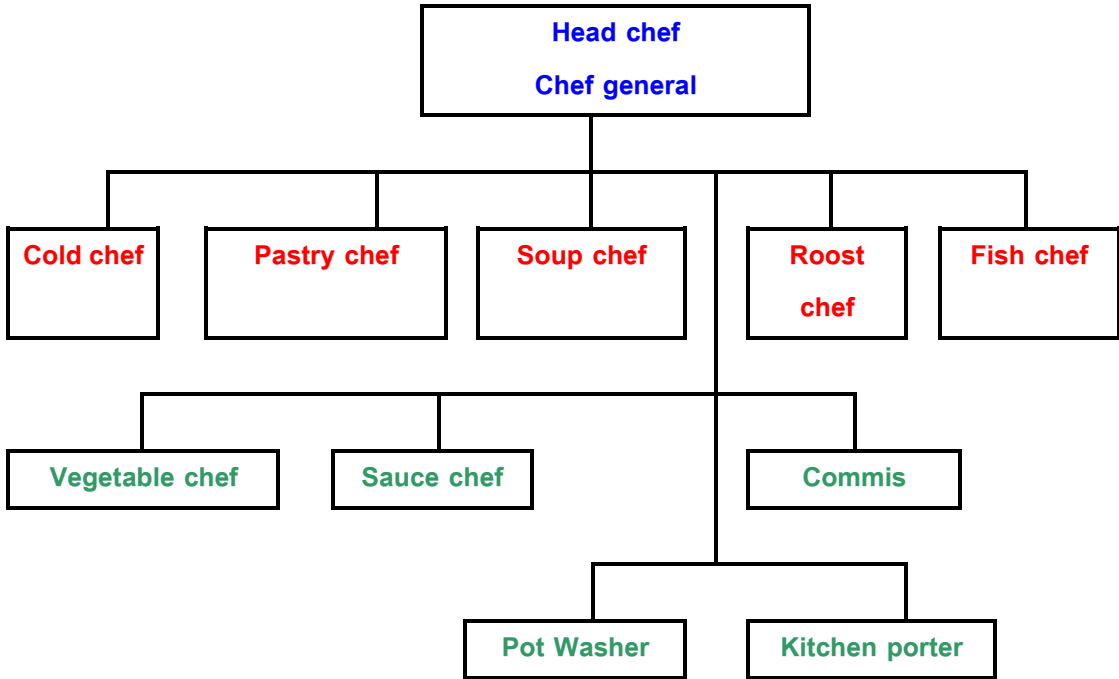 Head chef
Chef general
Cold chef
Pastry chef
Soup chef
Roost
chef
Fish chef
Vegetable chef
Sauce chef
Commis
Pot Washer
Kitchen porter